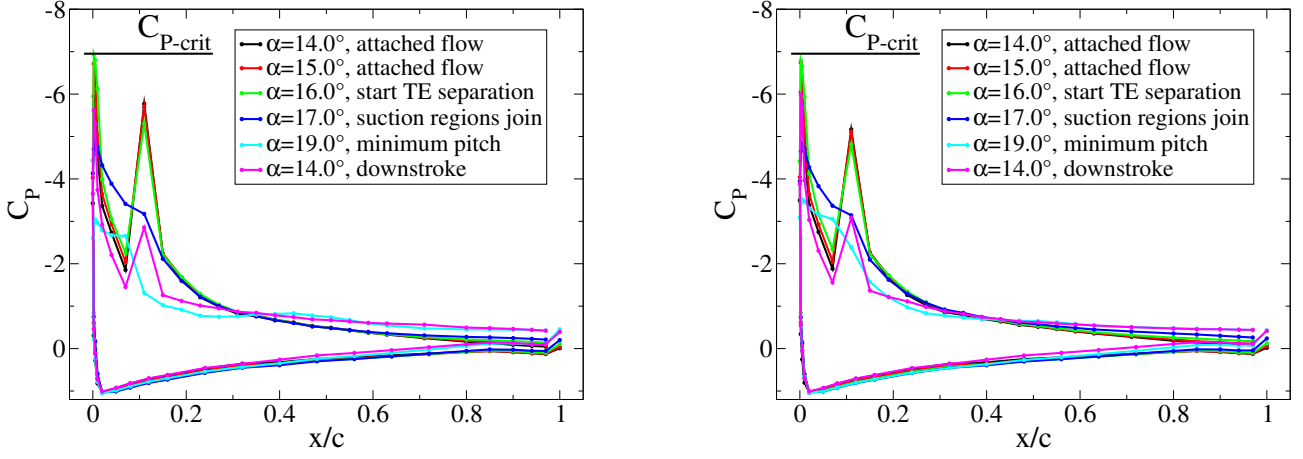 -8
C_P-crit
α=14.0°, attached flow
α=15.0°, attached flow
-6
α=16.0°, start TE separation
α=17.0°, suction regions join
α=19.0°, minimum pitch
α=14.0°, downstroke
C_P
-4
-2
0
0 0.2 0.4 0.6 0.8 1
x/c
-8
C_P-crit
α=14.0°, attached flow
α=15.0°, attached flow
-6
α=16.0°, start TE separation
α=17.0°, suction regions join
α=19.0°, minimum pitch
α=14.0°, downstroke
C_P
-4
-2
0
0 0.2 0.4 0.6 0.8 1
x/c